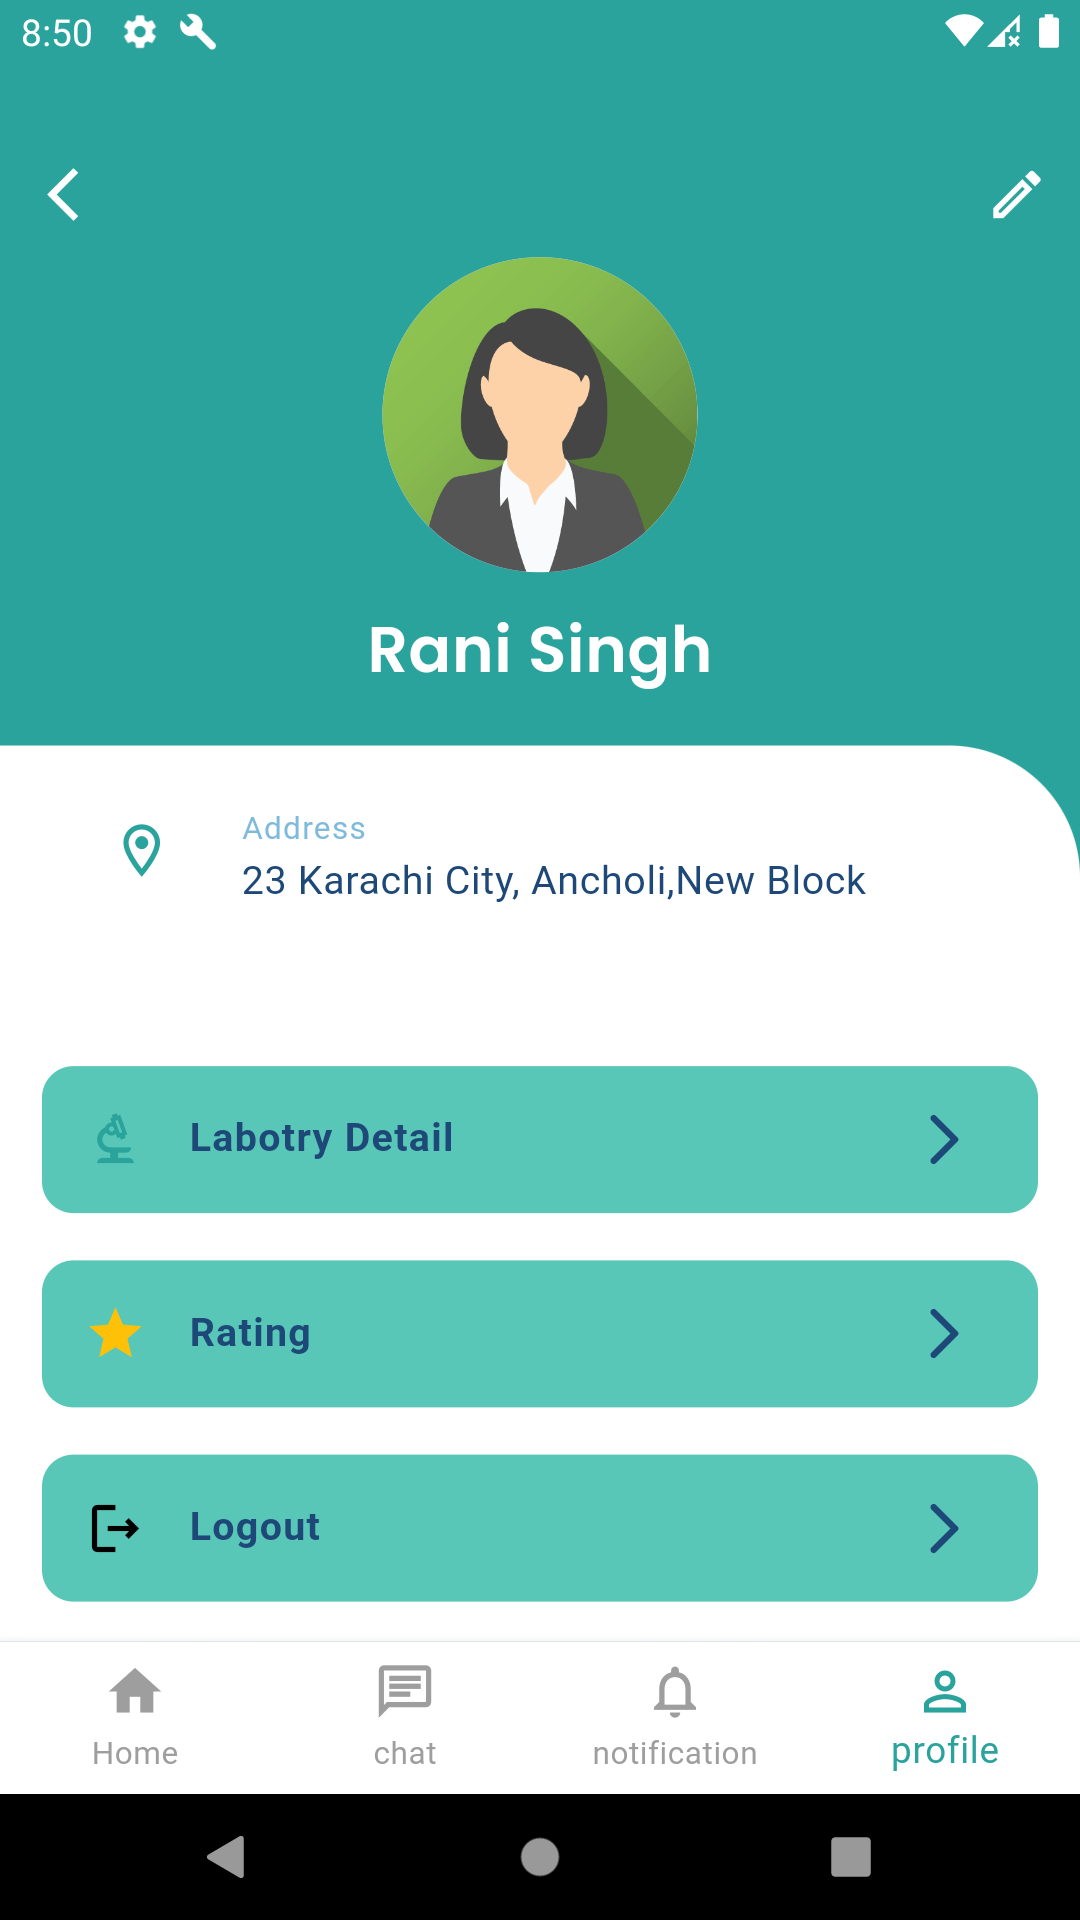 8:50
Rani Singh
Address
23 Karachi City, Ancholi,New Block
Labotry Detail
Rating
Logout
Home
chat
notification
profile